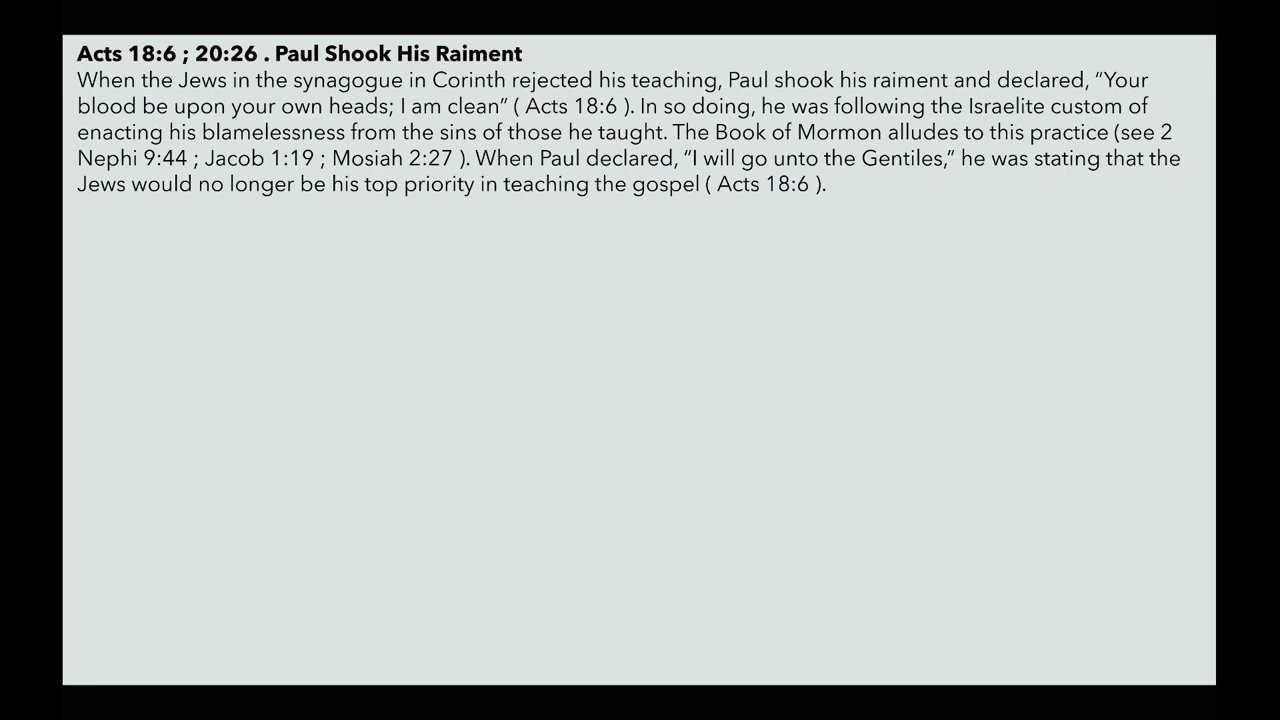 Acts 18:6 ; 20:26 . Paul Shook His Raiment
When the Jews in the synagogue in Corinth rejected his teaching, Paul shook his raiment and declared, “Your
blood be upon your own heads; I am clean” ( Acts 18:6 ). In so doing, he was following the Israelite custom of
enacting his blamelessness from the sins of those he taught. The Book of Mormon alludes to this practice (see 2
Nephi 9:44 ; Jacob 1:19 ; Mosiah 2:27 ). When Paul declared, “I will go unto the Gentiles,” he was stating that the
Jews would no longer be his top priority in teaching the gospel ( Acts 18:6 ).